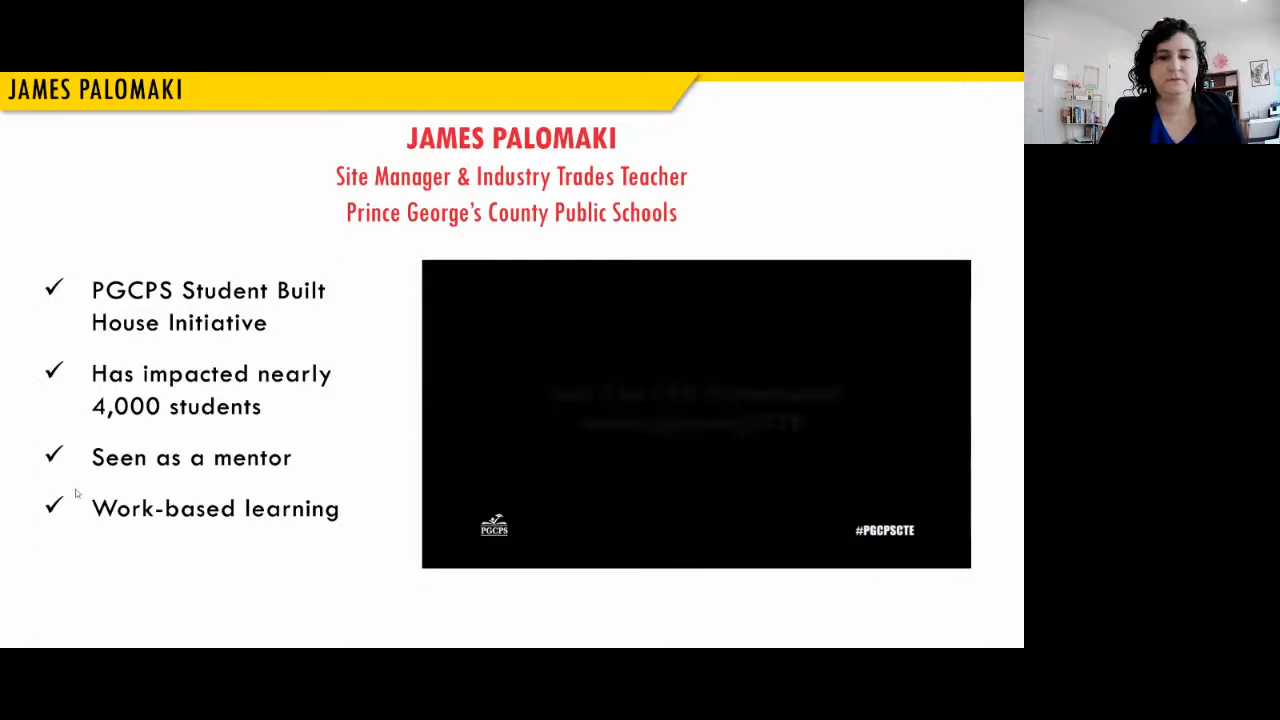 JAMES PALOMAKI
JAMES PALOMAKI
Site Manager & Industry Trades Teacher
Prince George's County Public Schools
✓ PGCPS Student Built
House Initiative
✓ Has impacted nearly
4,000 students
✓ Seen as a mentor
✓ Work-based learning
PGCPS
#PGCPSCTE